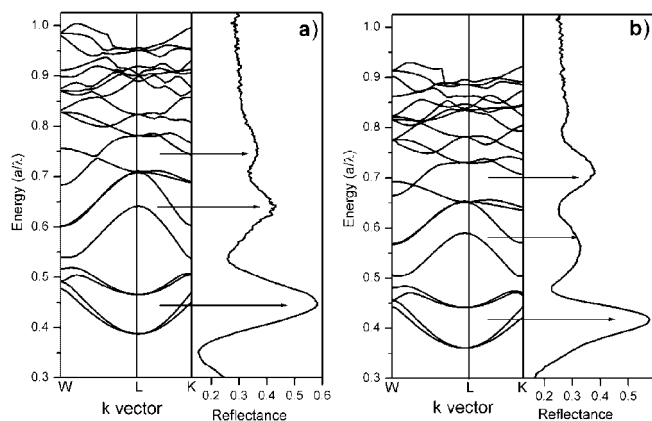 a)
1.0
0.9
0.8
0.7
0.6
0.5
0.4
0.3
Energy (a/λ)
W L K
k vector
0.2 0.3 0.4 0.5 0.6
Reflectance
b)
1.0
0.9
0.8
0.7
0.6
0.5
0.4
0.3
Energy (a/λ)
W L K
k vector
0.2 0.3 0.4 0.5
Reflectance